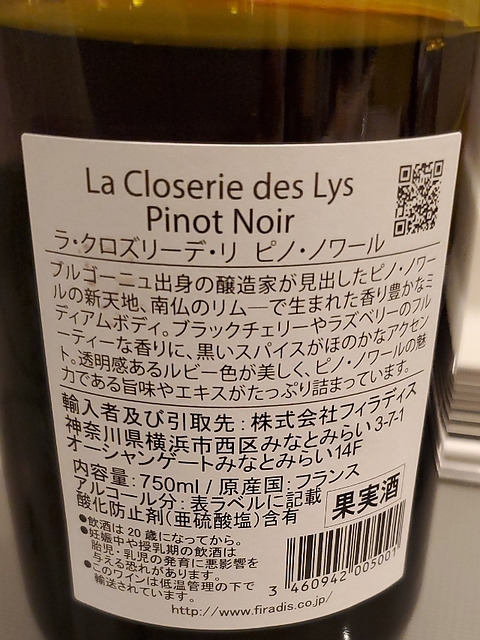 La Closerie des Lys
Pinot Noir
ラ・クロズリーデ・リ ピノ・ノワール
ブルゴーニュ出身の醸造家が見出したピノ・ノワー
ルの新天地、南仏のリム―で生まれた香り豊かなミ
ディアムボディ。ブラックチェリーやラズベリーのフル
ーティーな香りに、黒いスパイスがほのかなアクセン
ト。透明感あるルビー色が美しく、ピノ・ノワールの魅
力である旨味やエキスがたっぷり詰まっています。
輸入者及び引取先:株式会社フィラディス
神奈川県横浜市西区みなとみらい3-7-1
オーシャンゲートみなとみらい14F
内容量:750ml / 原産国:フランス
アルコール分:表ラベルに記載
酸化防止剤(亜硫酸塩)含有
果実酒
●飲酒は20歳になってから。
●妊娠中や授乳期の飲酒は
胎児・乳児の発育に悪影響を
与える恐れがあります。
●このワインは低温管理の下で
輸送されています。
3 460942 005001
http://www.firadis.co.jp/